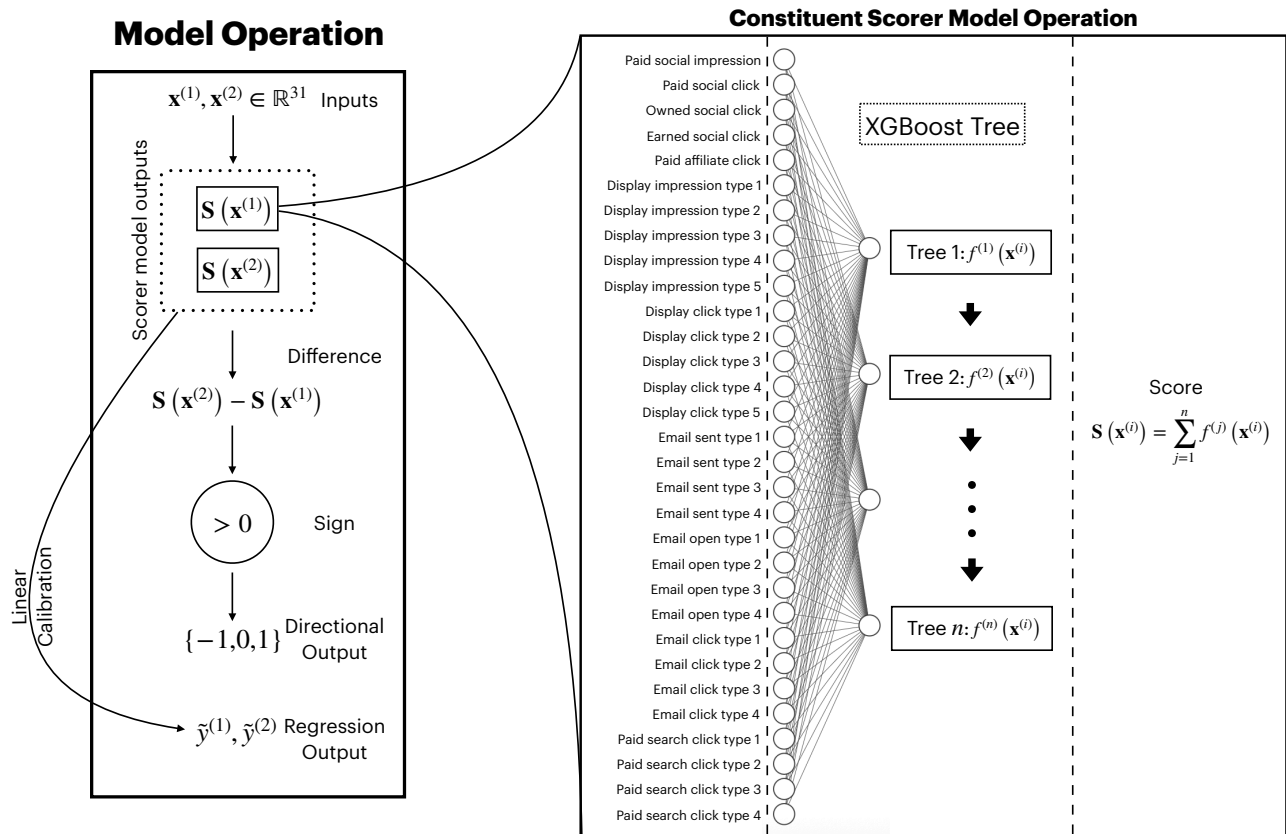 Model Operation
𝐱⁽¹⁾, 𝐱⁽²⁾ ∈ ℝ³¹ Inputs
Scorer model outputs
𝐒 (𝐱⁽¹⁾)
𝐒 (𝐱⁽²⁾)
Difference
𝐒 (𝐱⁽²⁾) − 𝐒 (𝐱⁽¹⁾)
> 0 Sign
Linear
Calibration
{−1,0,1} Directional
Output
ỹ⁽¹⁾, ỹ⁽²⁾ Regression
Output
Constituent Scorer Model Operation
Paid social impression
Paid social click
Owned social click
Earned social click
Paid affiliate click
Display impression type 1
Display impression type 2
Display impression type 3
Display impression type 4
Display impression type 5
Display click type 1
Display click type 2
Display click type 3
Display click type 4
Display click type 5
Email sent type 1
Email sent type 2
Email sent type 3
Email sent type 4
Email open type 1
Email open type 2
Email open type 3
Email open type 4
Email click type 1
Email click type 2
Email click type 3
Email click type 4
Paid search click type 1
Paid search click type 2
Paid search click type 3
Paid search click type 4
XGBoost Tree
Tree 1: f⁽¹⁾ (𝐱⁽ⁱ⁾)
Tree 2: f⁽²⁾ (𝐱⁽ⁱ⁾)
Tree n: f⁽ⁿ⁾ (𝐱⁽ⁱ⁾)
Score
𝐒 (𝐱⁽ⁱ⁾) = ∑ⁿⱼ₌₁ f⁽ʲ⁾ (𝐱⁽ⁱ⁾)